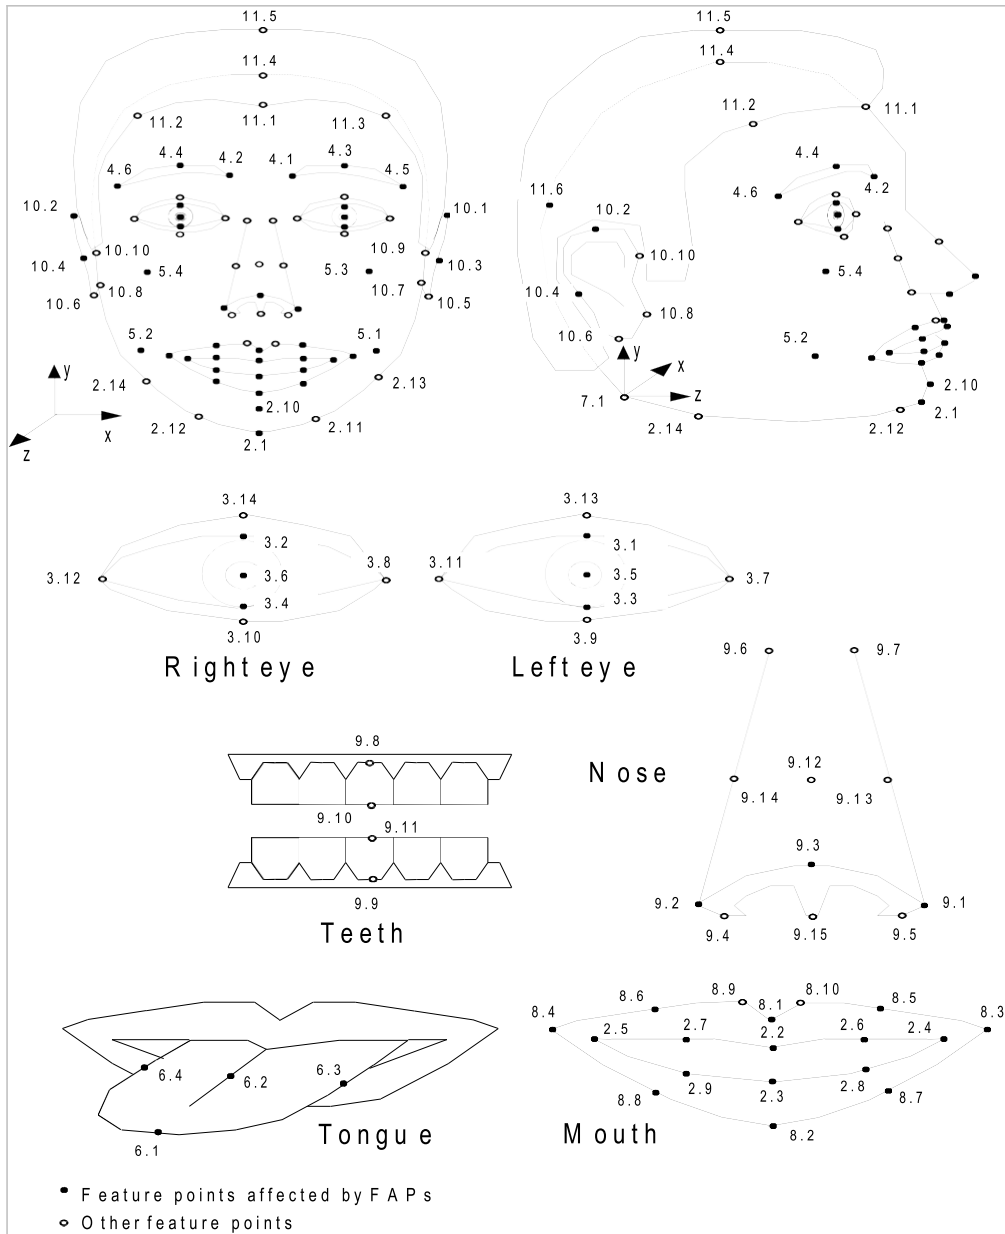 11.5
11.4
11.2 11.1 11.3
4.4 4.2 4.1 4.3
4.6 4.5
10.2 10.1
10.10 10.9
10.4 5.4 5.3 10.3
10.8 10.7
10.6 10.5
5.2 5.1
2.14 2.13
2.10
2.12 2.11
2.1
y
x
z
11.5
11.4
11.2 11.1
4.4
4.6 4.2
11.6
10.2
10.10
10.4 5.4
10.8
10.6 5.2
y
x
z
7.1
2.10
2.1
2.14 2.12
3.14
3.2
3.12 3.6 3.8
3.4
3.10
Right eye
3.13
3.1
3.11 3.5 3.7
3.3
3.9
Left eye
9.6 9.7
Nose
9.12
9.14 9.13
9.3
9.2 9.1
9.4 9.15 9.5
9.8
9.10 9.11
9.9
Teeth
6.4 6.2 6.3
6.1
Tongue
8.6 8.9 8.1 8.10 8.5
8.4 8.3
2.5 2.7 2.2 2.6 2.4
2.9 2.3 2.8
8.8 8.7
8.2
Mouth
Feature points affected by FAPs
Other feature points